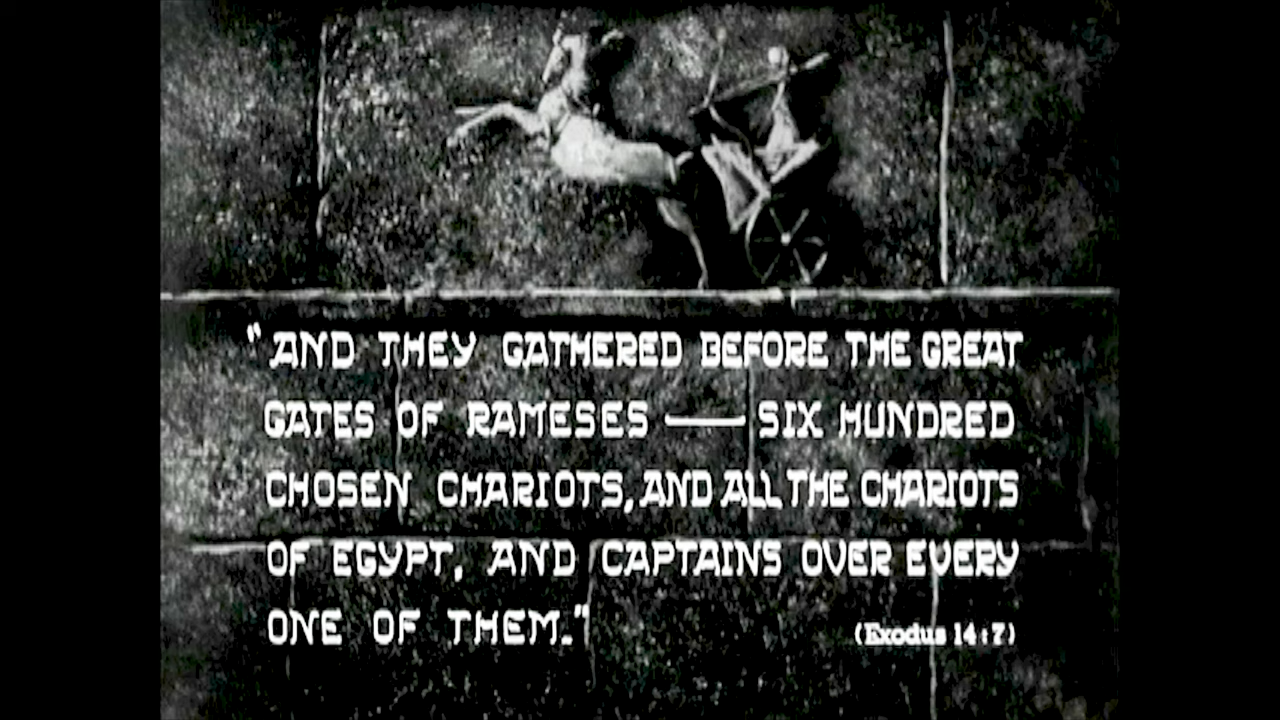 "AND THEY GATHERED BEFORE THE GREAT
GATES OF RAMESES — SIX HUNDRED
CHOSEN CHARIOTS, AND ALL THE CHARIOTS
OF EGYPT, AND CAPTAINS OVER EVERY
ONE OF THEM."
(Exodus 14:7)